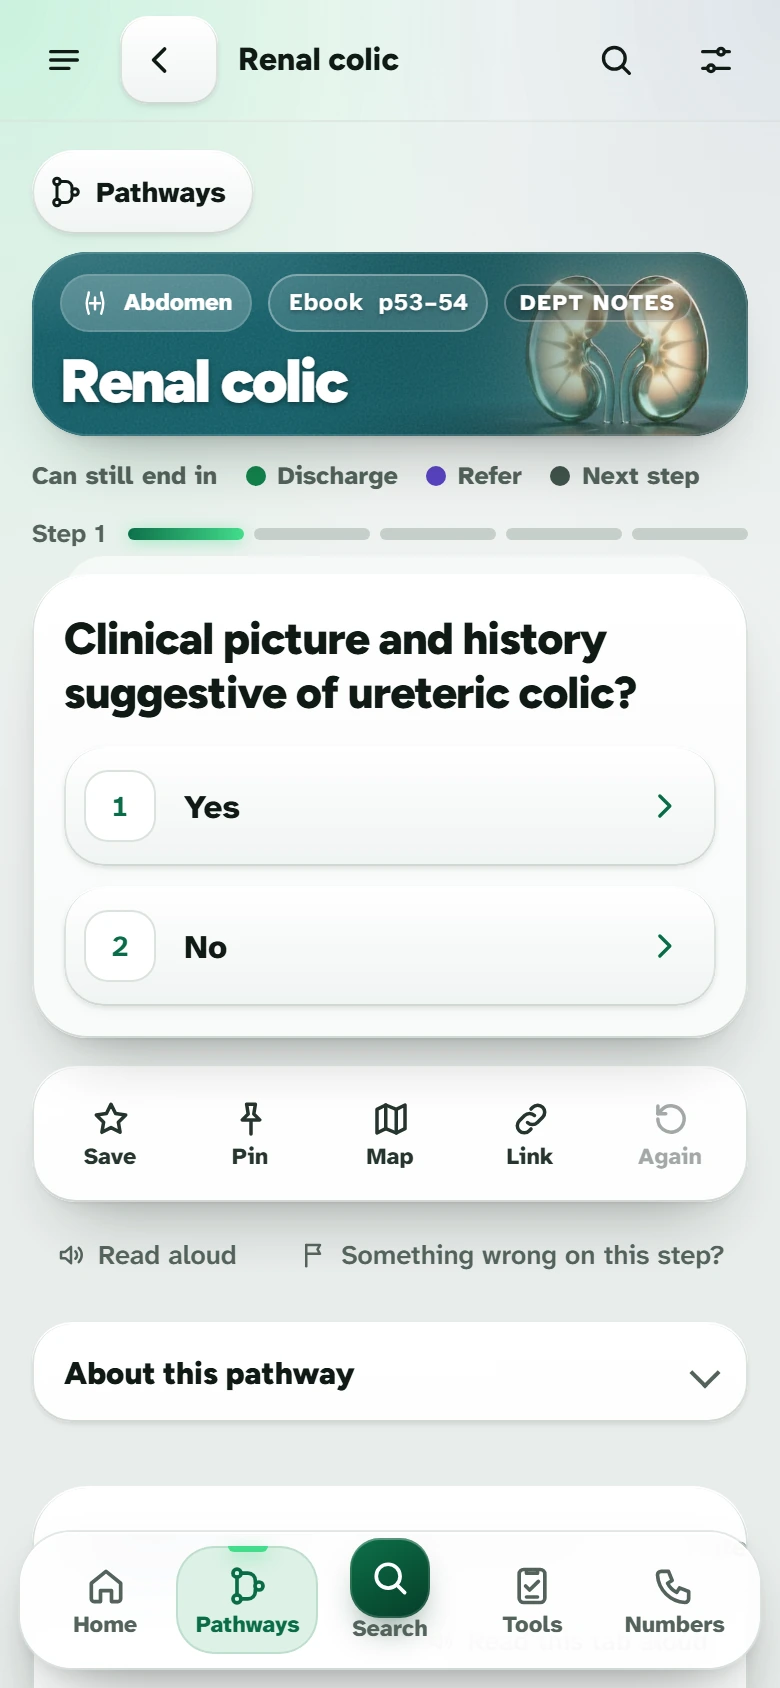 Renal colic
Pathways
Abdomen
Ebook p53–54
DEPT NOTES
Renal colic
Can still end in Discharge Refer Next step
Step 1
Clinical picture and history
suggestive of ureteric colic?
1 Yes
2 No
Save Pin Map Link Again
Read aloud Something wrong on this step?
About this pathway
Home Pathways Search Tools Numbers